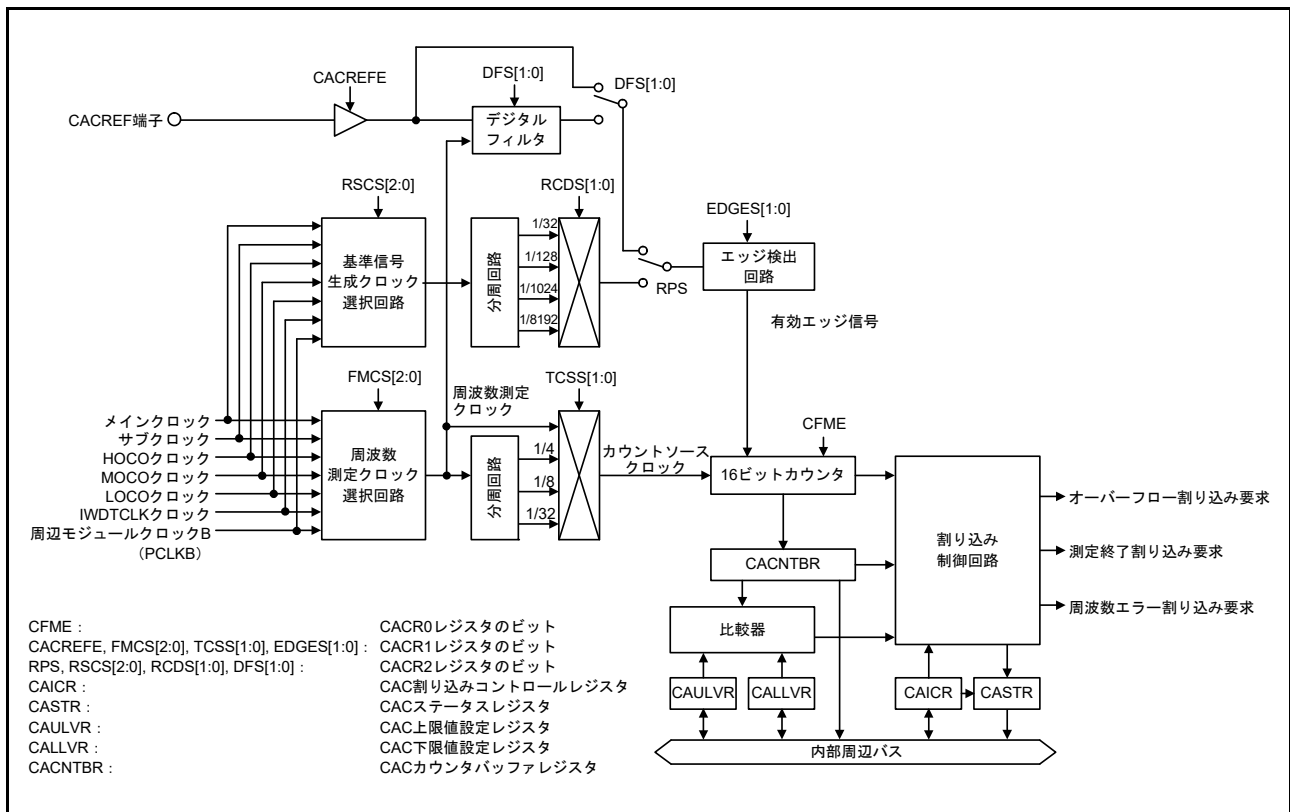 CACREFE
DFS[1:0]
DFS[1:0]
CACREF端子
デジタル
フィルタ
RSCS[2:0]
RCDS[1:0]
EDGES[1:0]
基準信号
生成クロック
選択回路
分周回路
1/32
1/128
1/1024
1/8192
RPS
エッジ検出
回路
有効エッジ信号
FMCS[2:0]
周波数測定
クロック
TCSS[1:0]
CFME
メインクロック
サブクロック
HOCOクロック
MOCOクロック
LOCOクロック
IWDTCLKクロック
周辺モジュールクロックB
（PCLKB）
周波数
測定クロック
選択回路
分周回路
1/4
1/8
1/32
カウントソース
クロック
16ビットカウンタ
CACNTBR
比較器
CAULVR
CALLVR
割り込み
制御回路
オーバーフロー割り込み要求
測定終了割り込み要求
周波数エラー割り込み要求
CAICR
CASTR
内部周辺バス
CFME : CACR0レジスタのビット
CACREFE, FMCS[2:0], TCSS[1:0], EDGES[1:0] : CACR1レジスタのビット
RPS, RSCS[2:0], RCDS[1:0], DFS[1:0] : CACR2レジスタのビット
CAICR : CAC割り込みコントロールレジスタ
CASTR : CACステータスレジスタ
CAULVR : CAC上限値設定レジスタ
CALLVR : CAC下限値設定レジスタ
CACNTBR : CACカウンタバッファレジスタ